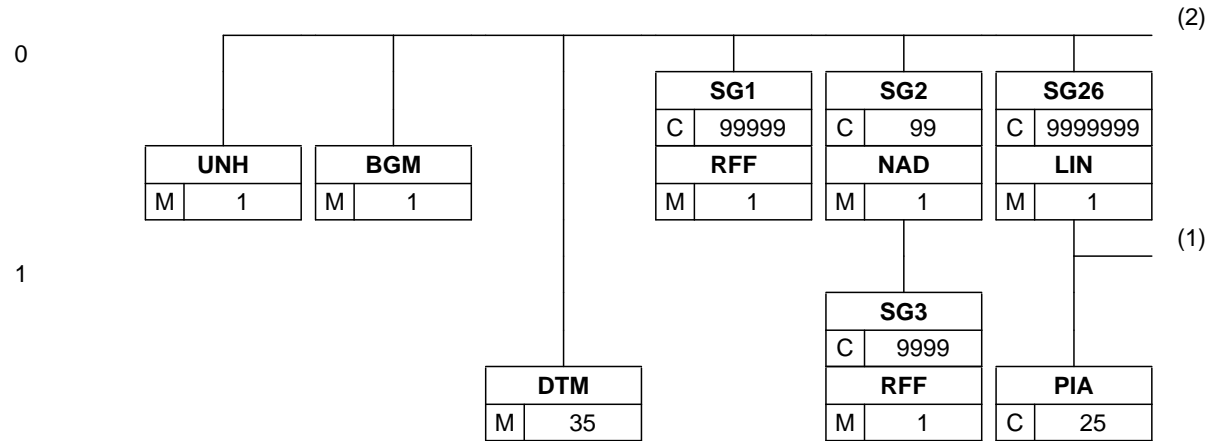 (2)
0
SG1 SG2 SG26
C 99999 C 99 C 9999999
UNH BGM RFF NAD LIN
M 1 M 1 M 1 M 1 M 1
(1)
1
SG3
C 9999
DTM RFF PIA
M 35 M 1 C 25